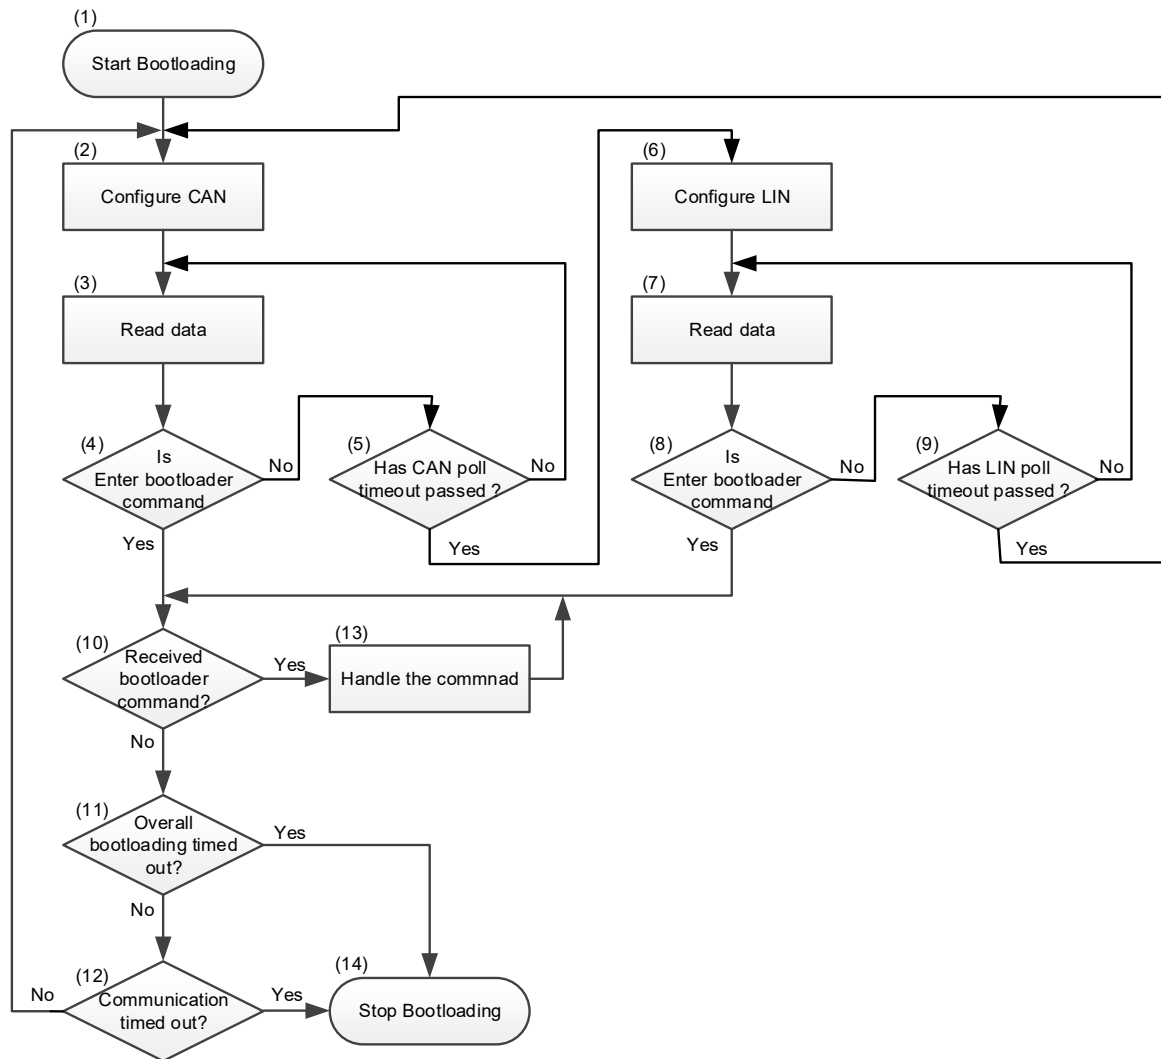 (1)
Start Bootloading
(2)
Configure CAN
(3)
Read data
(4)
Is
Enter bootloader
command
No
Yes
(5)
Has CAN poll
timeout passed ?
No
Yes
(6)
Configure LIN
(7)
Read data
(8)
Is
Enter bootloader
command
No
Yes
(9)
Has LIN poll
timeout passed ?
No
Yes
(10)
Received
bootloader
command?
Yes
No
(13)
Handle the commnad
(11)
Overall
bootloading timed
out?
Yes
No
(12)
Communication
timed out?
No
Yes
(14)
Stop Bootloading